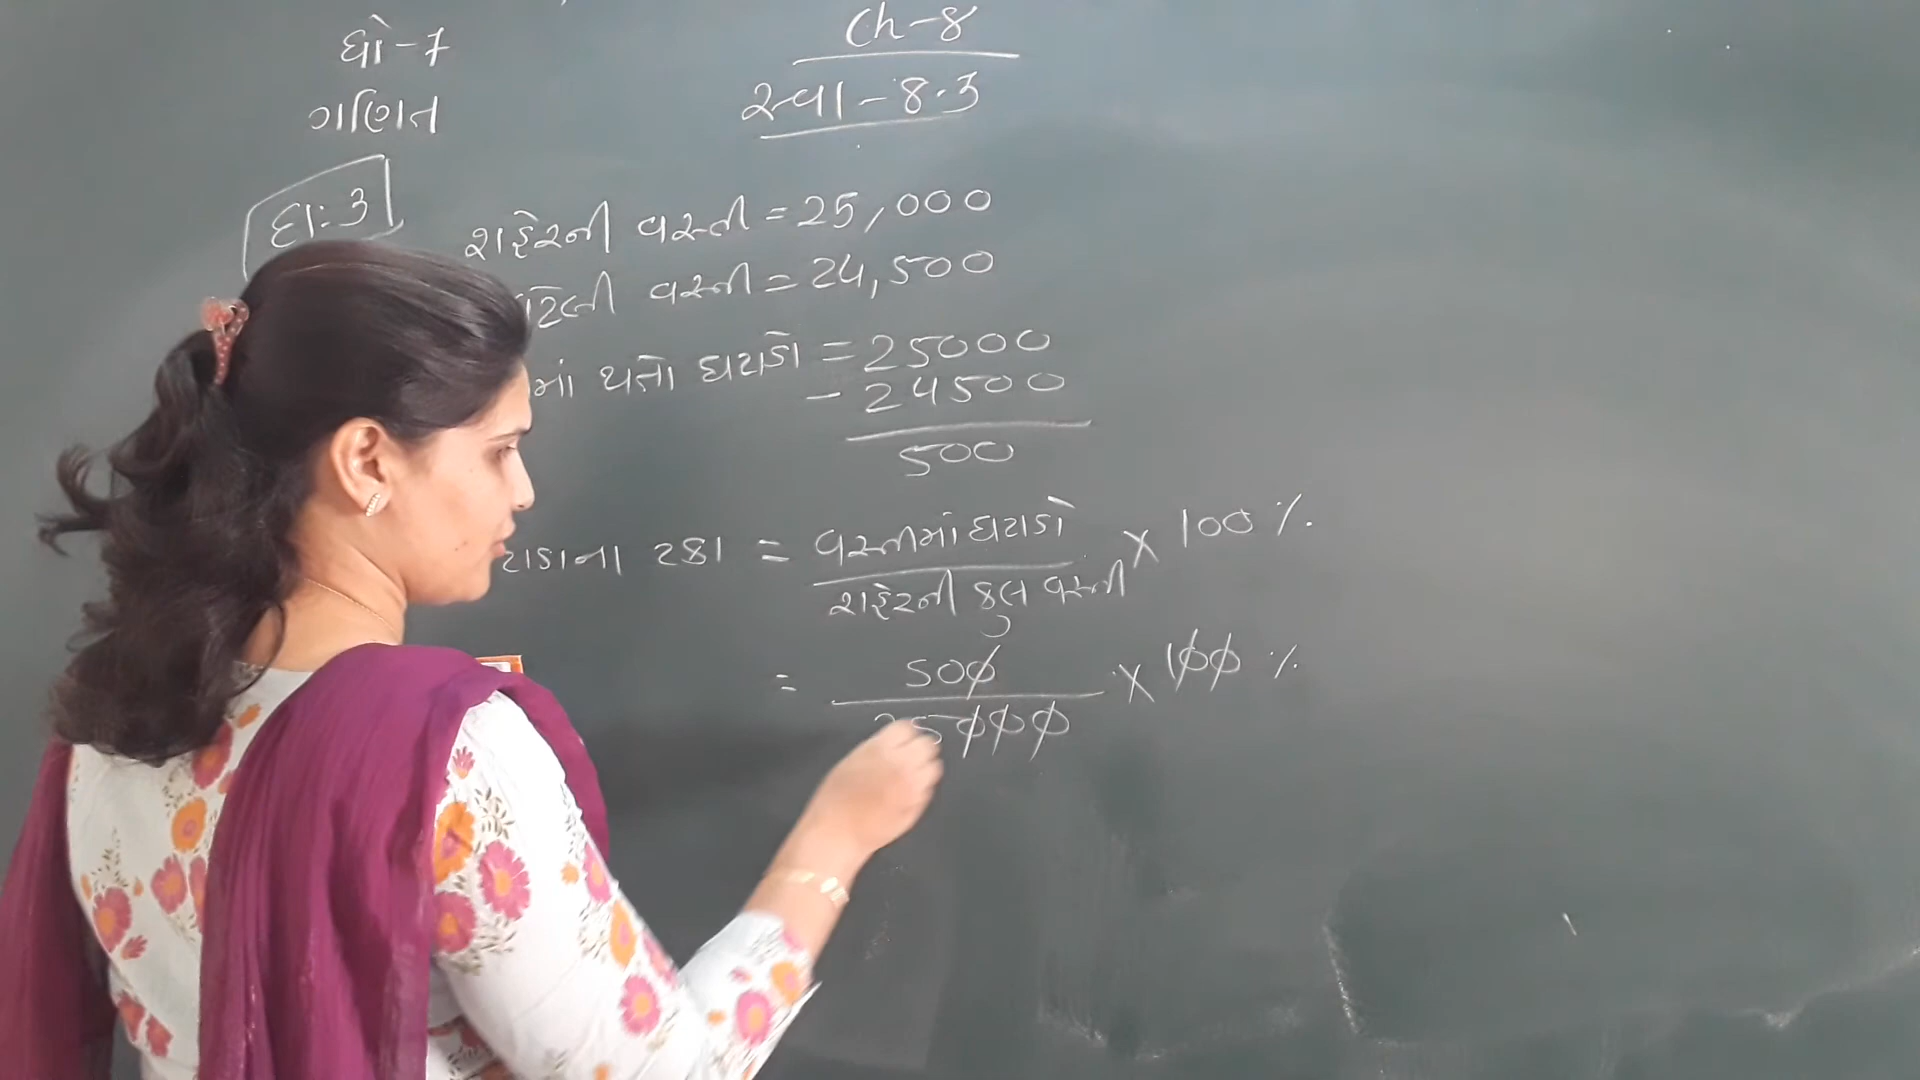 ધો-7
Ch-8
ગણિત
સ્વા-8.3
દા:3
શહેરની વસ્તી = 25,000
વસ્તી = 24,500
માં થતો ઘટાડો = 25000
- 24500
500
ટાડાના ટકા = વસ્તીમાં ઘટાડો × 100 %
શહેરની કુલ વસ્તી
= 500 × 100 %
25000